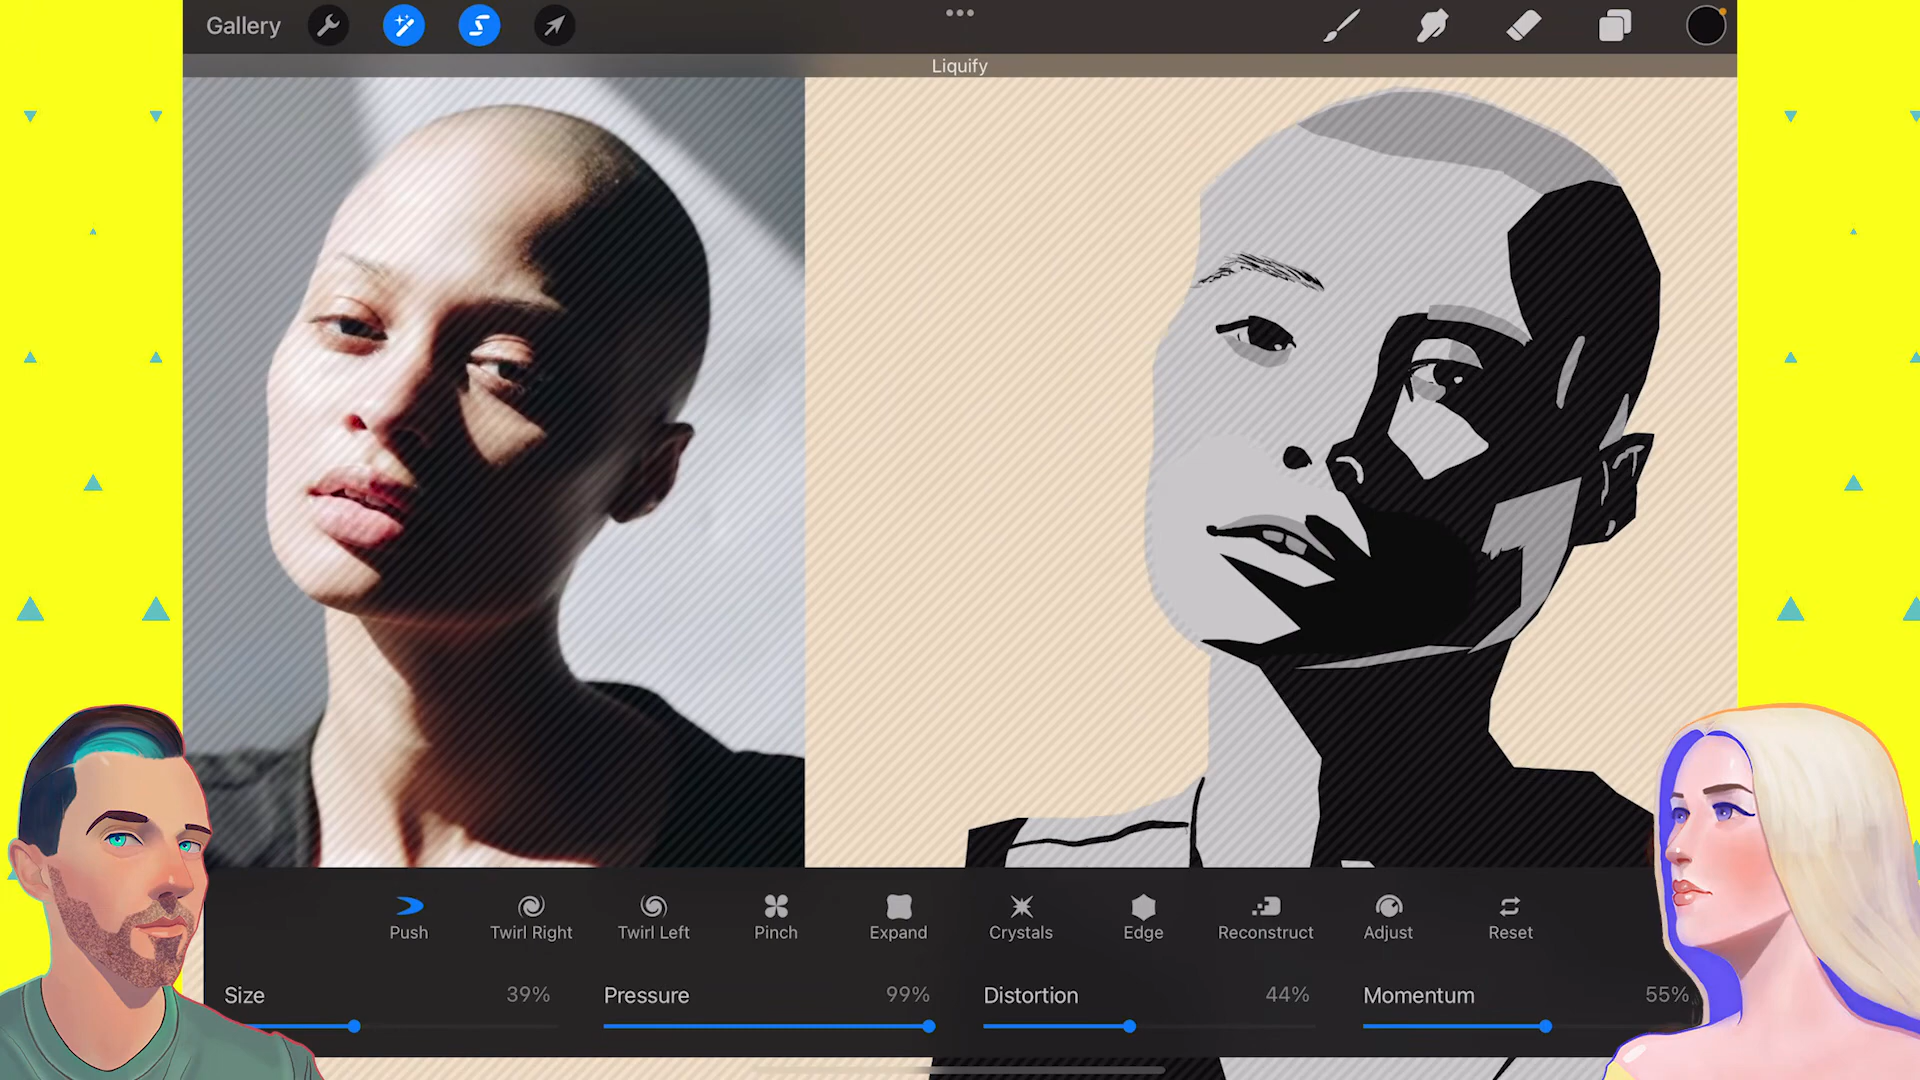 Gallery
Liquify
Push
Twirl Right
Twirl Left
Pinch
Expand
Crystals
Edge
Reconstruct
Adjust
Reset
Size 39%
Pressure 99%
Distortion 44%
Momentum 55%